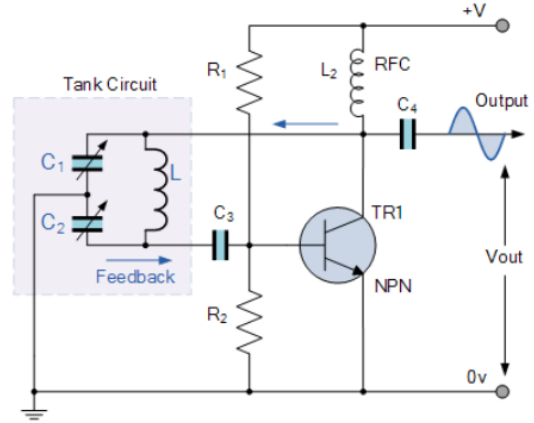 +V
R₁
L₂
RFC
Tank Circuit
C₄
Output
C₁
L
C₂
C₃
TR1
Vout
Feedback
NPN
R₂
0v